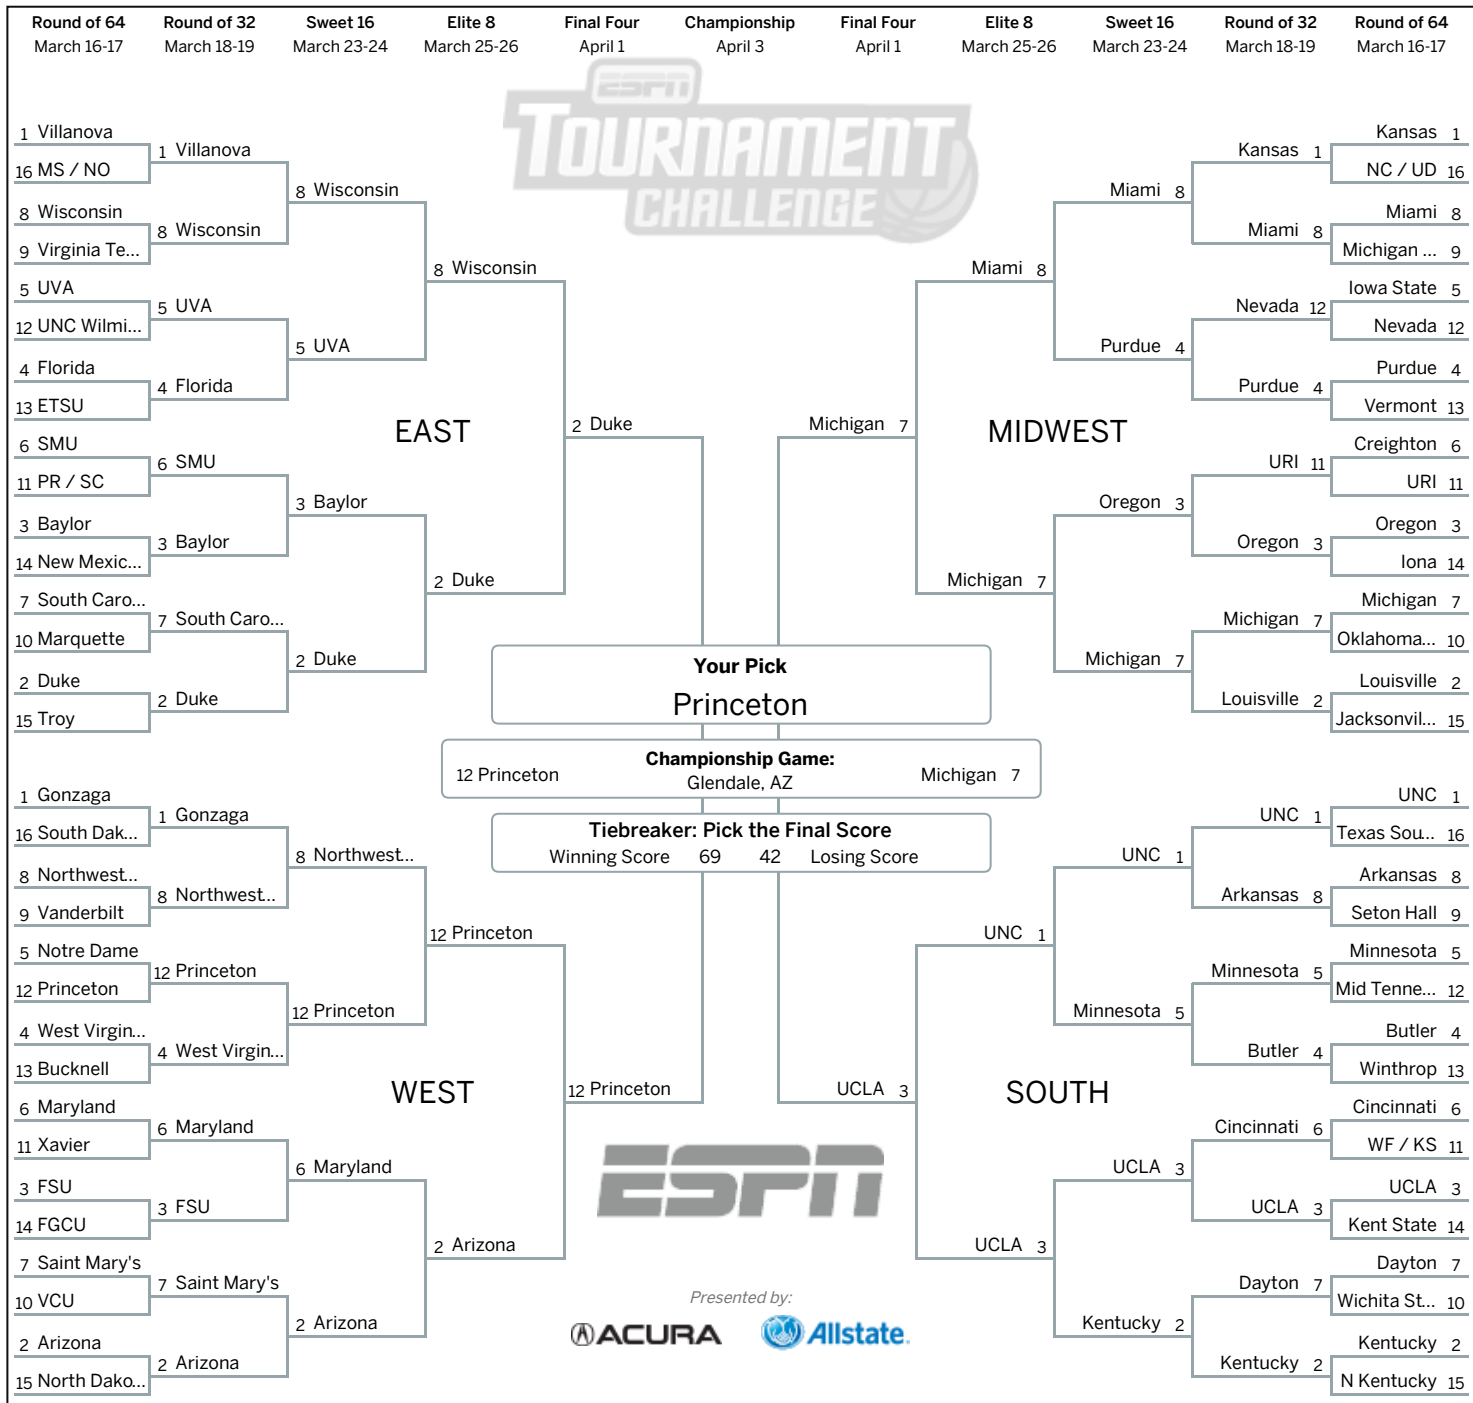 Round of 64 Round of 32 Sweet 16 Elite 8 Final Four Championship Final Four Elite 8 Sweet 16 Round of 32 Round of 64
March 16-17 March 18-19 March 23-24 March 25-26 April 1 April 3 April 1 March 25-26 March 23-24 March 18-19 March 16-17
ESPN
TOURNAMENT
CHALLENGE
1 Villanova
16 MS / NO
8 Wisconsin
9 Virginia Te...
5 UVA
12 UNC Wilmi...
4 Florida
13 ETSU
6 SMU
11 PR / SC
3 Baylor
14 New Mexic...
7 South Caro...
10 Marquette
2 Duke
15 Troy
1 Villanova
8 Wisconsin
5 UVA
4 Florida
6 SMU
3 Baylor
7 South Caro...
2 Duke
8 Wisconsin
5 UVA
3 Baylor
2 Duke
8 Wisconsin
2 Duke
EAST
2 Duke
Michigan 7
MIDWEST
Miami 8
Michigan 7
Miami 8
Purdue 4
Oregon 3
Michigan 7
Kansas 1
Miami 8
Nevada 12
Purdue 4
URI 11
Oregon 3
Michigan 7
Louisville 2
Kansas 1
NC / UD 16
Miami 8
Michigan ... 9
Iowa State 5
Nevada 12
Purdue 4
Vermont 13
Creighton 6
URI 11
Oregon 3
Iona 14
Michigan 7
Oklahoma... 10
Louisville 2
Jacksonvil... 15
Your Pick
Princeton
Championship Game:
12 Princeton Glendale, AZ Michigan 7
Tiebreaker: Pick the Final Score
Winning Score 69 42 Losing Score
1 Gonzaga
16 South Dak...
8 Northwest...
9 Vanderbilt
5 Notre Dame
12 Princeton
4 West Virgin...
13 Bucknell
6 Maryland
11 Xavier
3 FSU
14 FGCU
7 Saint Mary's
10 VCU
2 Arizona
15 North Dako...
1 Gonzaga
8 Northwest...
12 Princeton
4 West Virgin...
6 Maryland
3 FSU
7 Saint Mary's
2 Arizona
8 Northwest...
12 Princeton
6 Maryland
2 Arizona
12 Princeton
2 Arizona
WEST
12 Princeton
UCLA 3
SOUTH
UNC 1
UCLA 3
UNC 1
Minnesota 5
UCLA 3
Kentucky 2
UNC 1
Arkansas 8
Minnesota 5
Butler 4
Cincinnati 6
UCLA 3
Dayton 7
Kentucky 2
UNC 1
Texas Sou... 16
Arkansas 8
Seton Hall 9
Minnesota 5
Mid Tenne... 12
Butler 4
Winthrop 13
Cincinnati 6
WF / KS 11
UCLA 3
Kent State 14
Dayton 7
Wichita St... 10
Kentucky 2
N Kentucky 15
ESPN
Presented by:
ACURA Allstate.